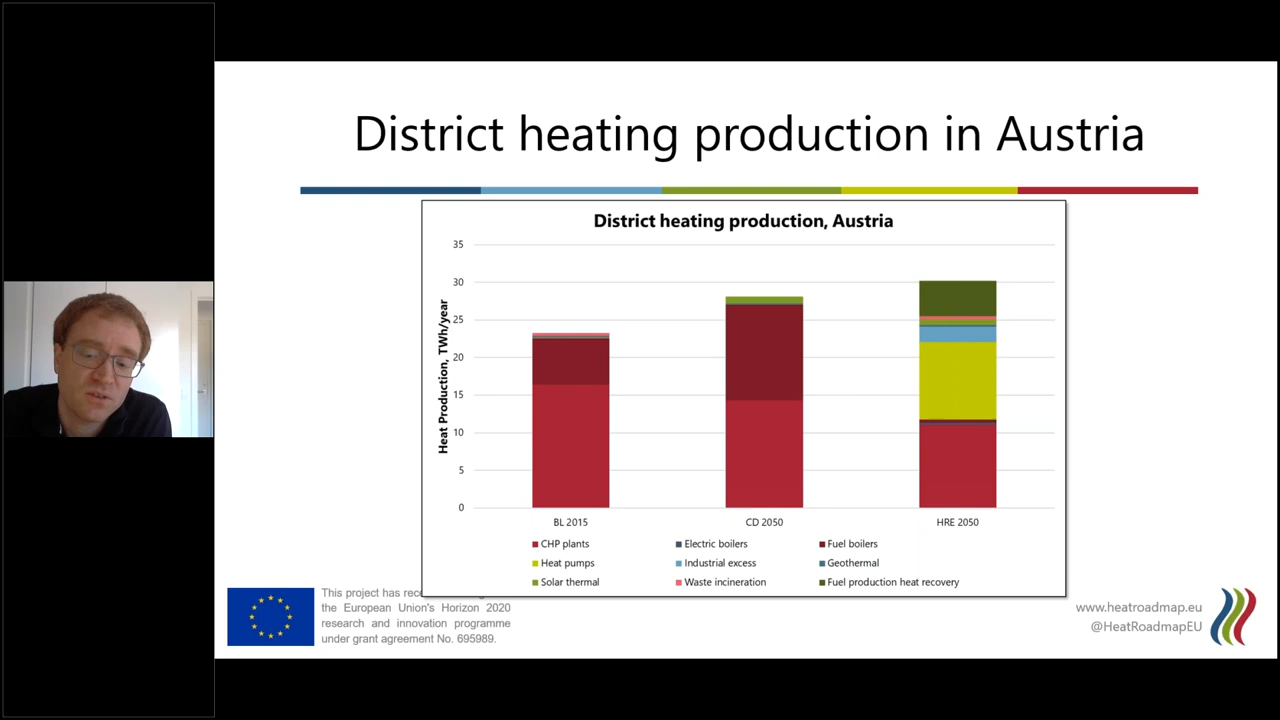 District heating production in Austria
District heating production, Austria
Heat Production, TWh/year
35
30
25
20
15
10
5
0
BL 2015
CD 2050
HRE 2050
CHP plants
Electric boilers
Fuel boilers
Heat pumps
Industrial excess
Geothermal
Solar thermal
Waste incineration
Fuel production heat recovery
This project has rece
the European Union's Horizon 2020
research and innovation programme
under grant agreement No. 695989.
www.heatroadmap.eu
@HeatRoadmapEU